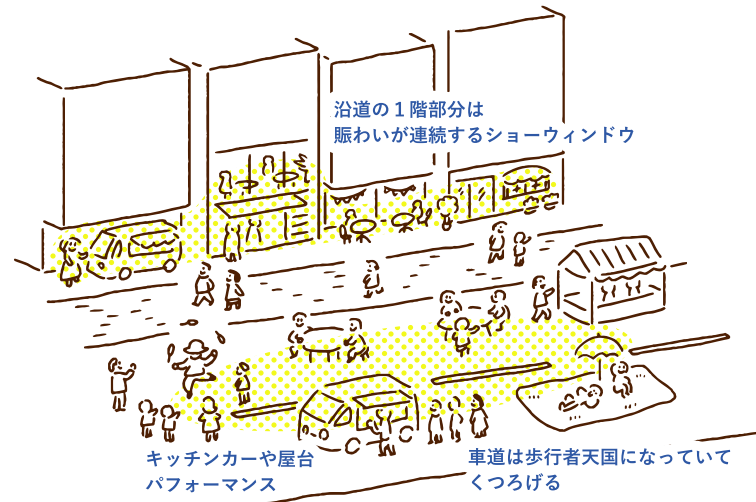 沿道の１階部分は
賑わいが連続するショーウィンドウ
キッチンカーや屋台
パフォーマンス
車道は歩行者天国になっていて
くつろげる